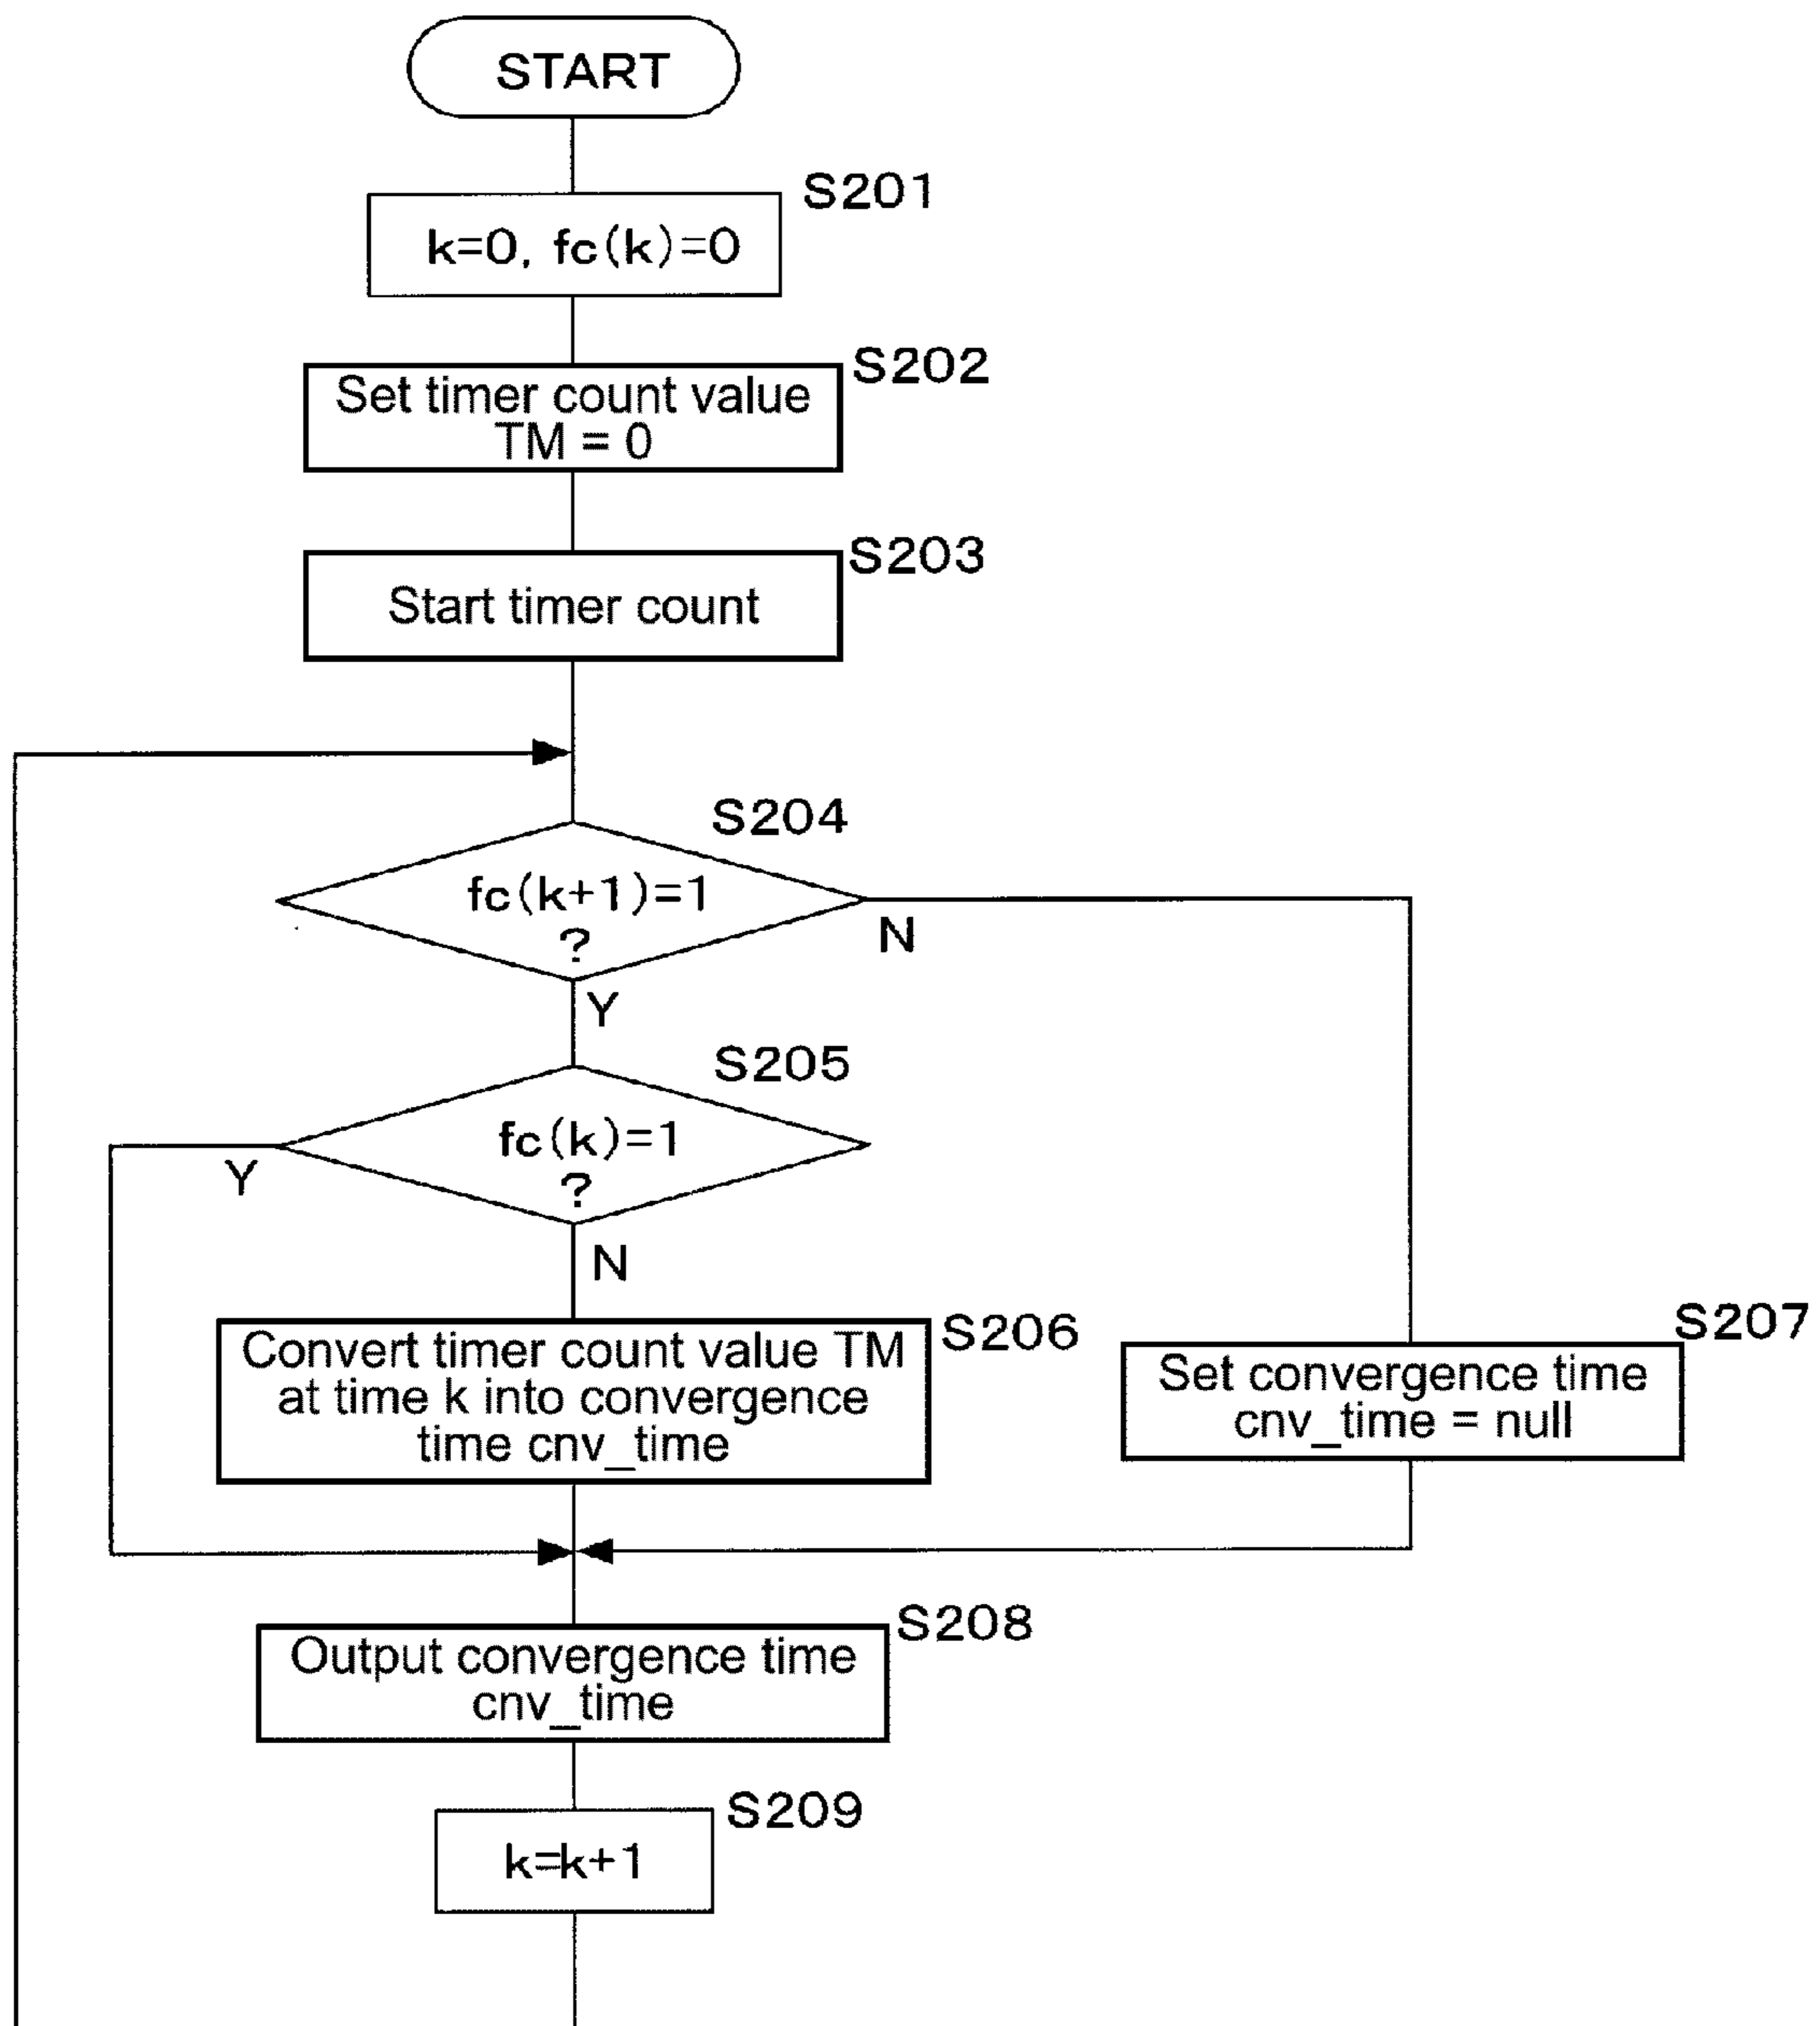 START
S201
k=0, fc(k)=0
S202
Set timer count value
TM = 0
S203
Start timer count
S204
fc(k+1)=1
?
N
Y
S205
fc(k)=1
?
Y
N
S206
Convert timer count value TM
at time k into convergence
time cnv_time
S207
Set convergence time
cnv_time = null
S208
Output convergence time
cnv_time
S209
k=k+1